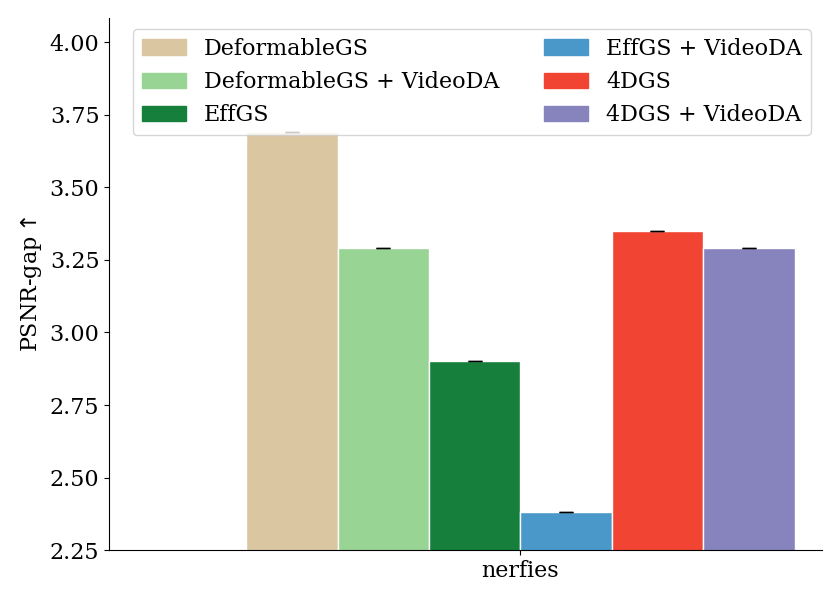 4.00
3.75
3.50
3.25
3.00
2.75
2.50
2.25
PSNR-gap ↑
DeformableGS
DeformableGS + VideoDA
EffGS
EffGS + VideoDA
4DGS
4DGS + VideoDA
nerfies